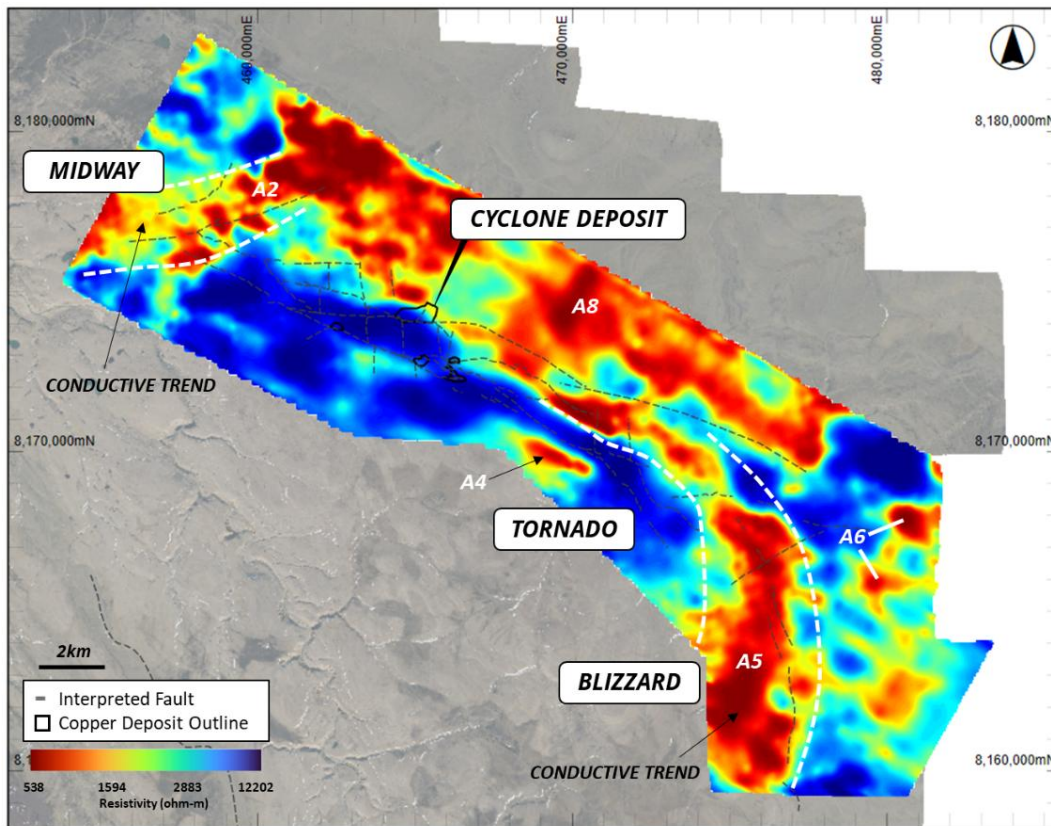 460,000mE
470,000mE
480,000mE
8,180,000mN
8,180,000mN
MIDWAY
A2
CYCLONE DEPOSIT
A8
CONDUCTIVE TREND
8,170,000mN
8,170,000mN
A4
TORNADO
A6
2km
BLIZZARD
A5
Interpreted Fault
Copper Deposit Outline
CONDUCTIVE TREND
8,160,000mN
538
1594
2883
12202
Resistivity (ohm-m)